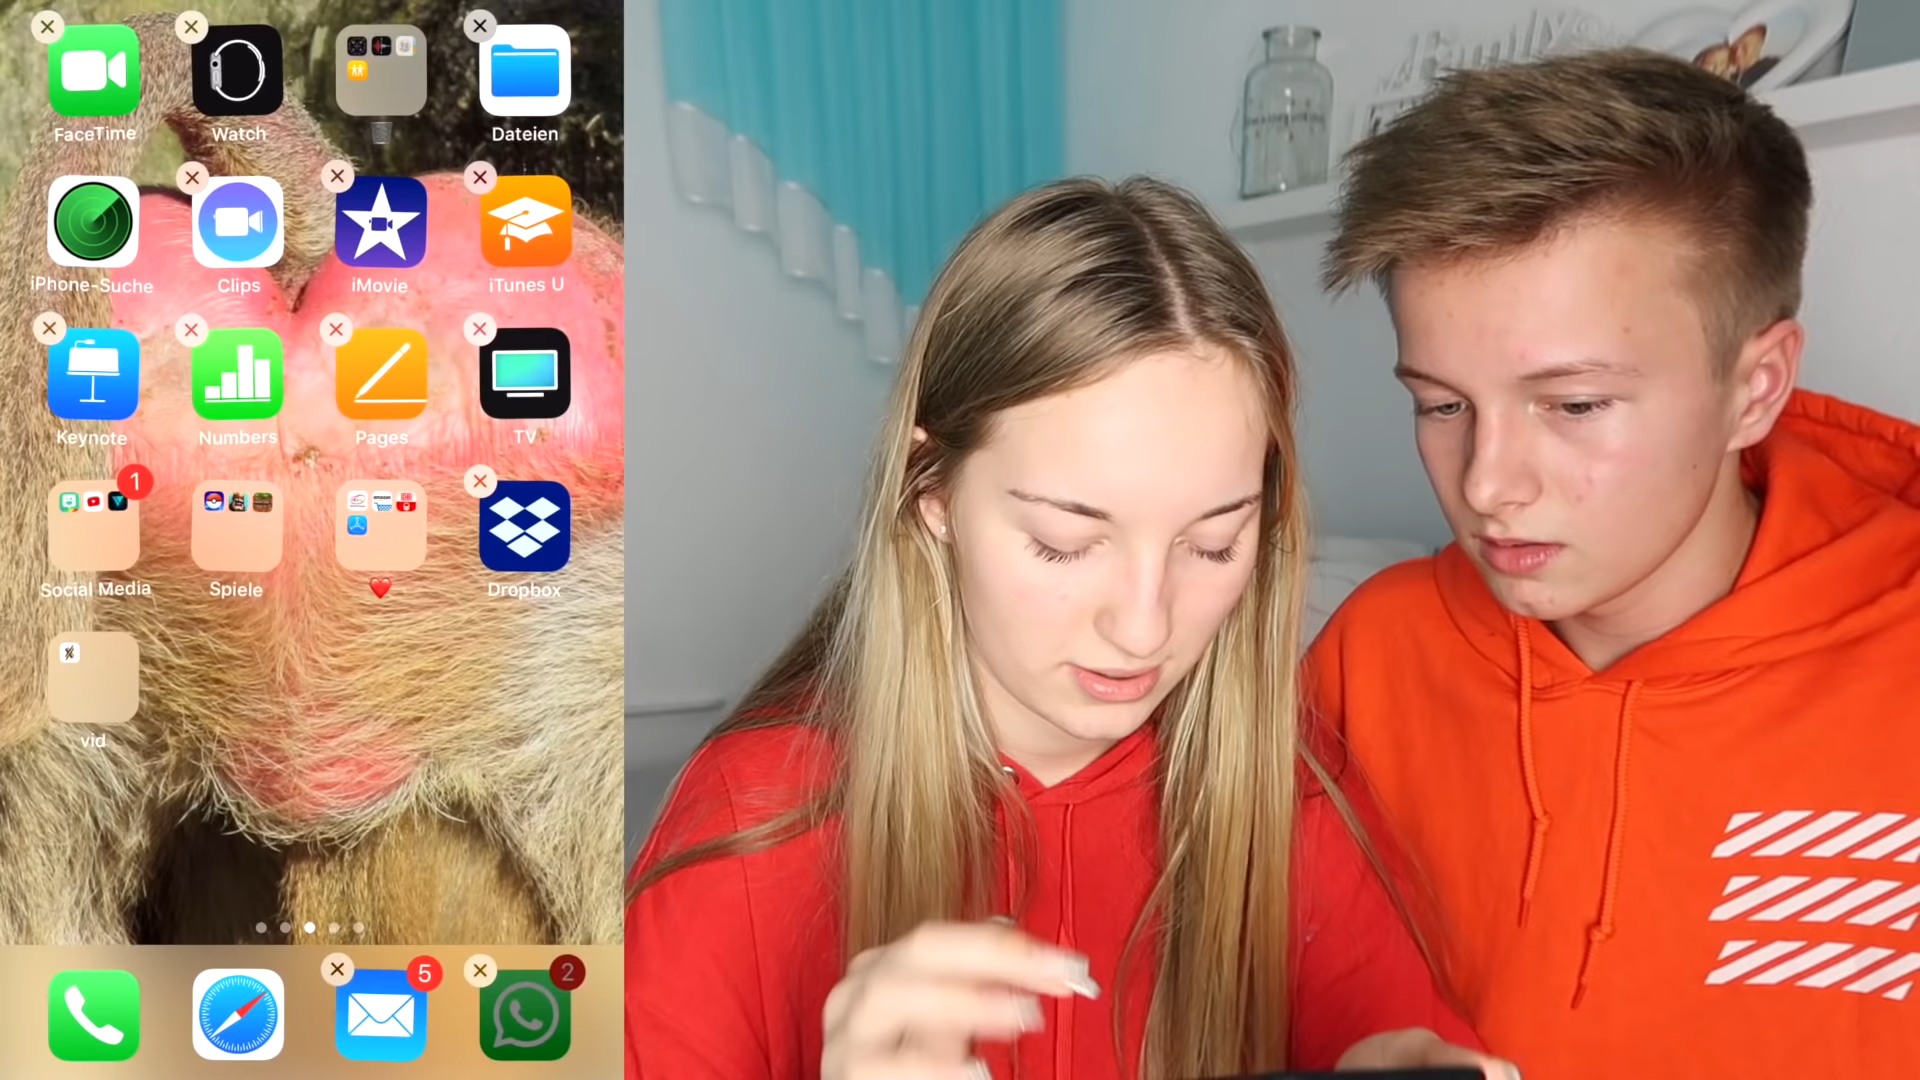 FaceTime
Watch
Dateien
iPhone-Suche
Clips
iMovie
iTunes U
Keynote
Numbers
Pages
TV
1
Social Media
Spiele
Dropbox
vid
5
2
Family